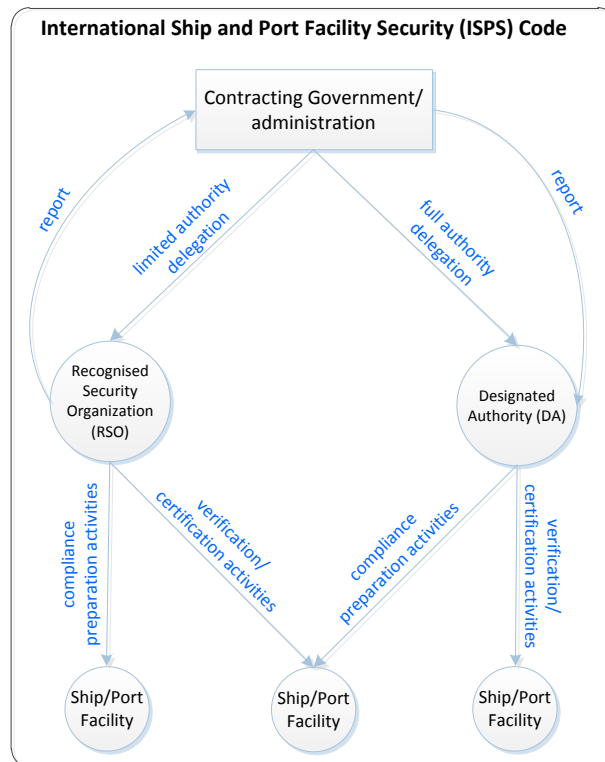 International Ship and Port Facility Security (ISPS) Code
Contracting Government/
administration
report
limited authority
delegation
full authority
delegation
report
Recognised
Security
Organization
(RSO)
Designated
Authority (DA)
compliance
preparation activities
verification/
certification activities
compliance
preparation activities
verification/
certification activities
Ship/Port
Facility
Ship/Port
Facility
Ship/Port
Facility